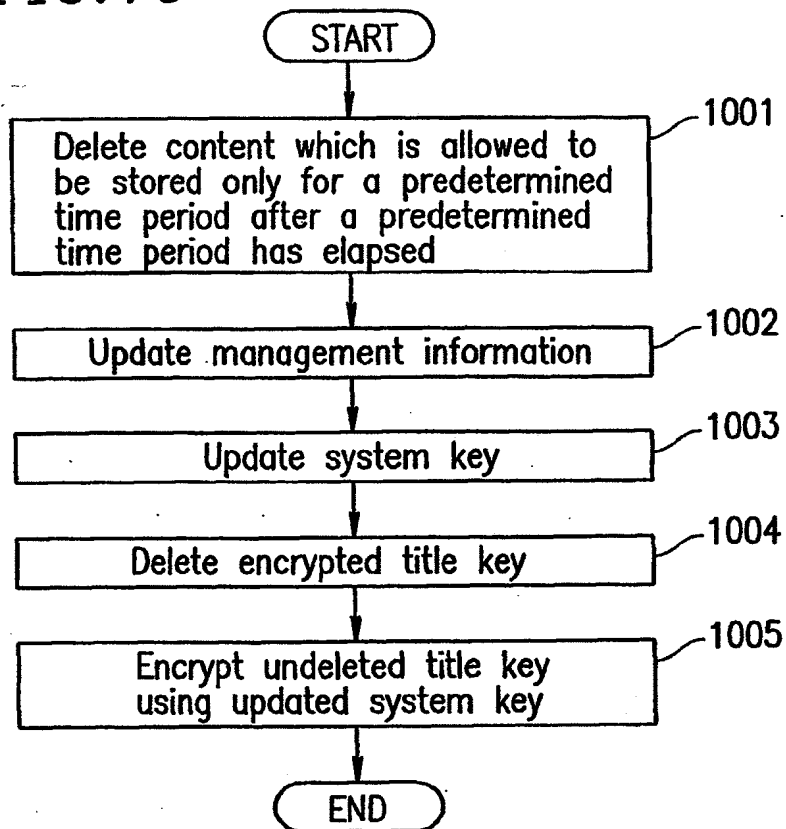 START
1001
Delete content which is allowed to
be stored only for a predetermined
time period after a predetermined
time period has elapsed
1002
Update management information
1003
Update system key
1004
Delete encrypted title key
1005
Encrypt undeleted title key
using updated system key
END